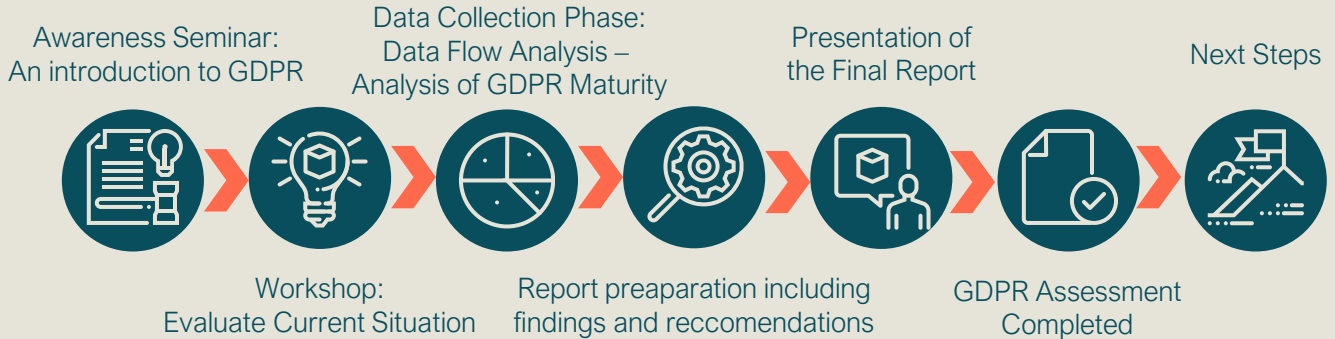 Awareness Seminar:
An introduction to GDPR
Workshop:
Evaluate Current Situation
Data Collection Phase:
Data Flow Analysis –
Analysis of GDPR Maturity
Report preaparation including
findings and reccomendations
Presentation of
the Final Report
GDPR Assessment
Completed
Next Steps